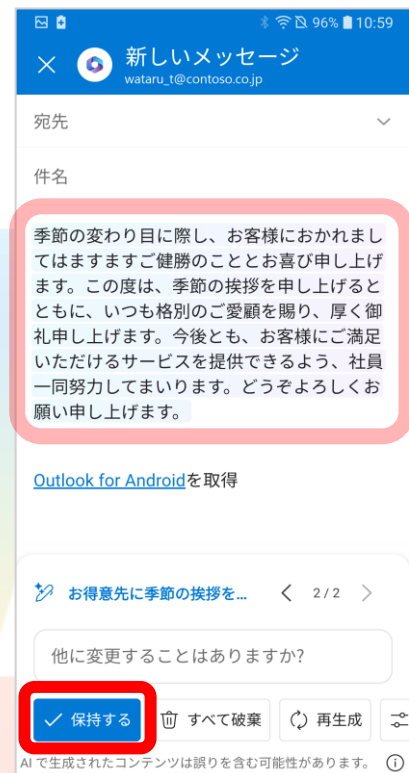 96% 10:59
新しいメッセージ
wataru_t@contoso.co.jp
宛先
件名
季節の変わり目に際し、お客様におかれまし
てはますますご健勝のこととお喜び申し上げ
ます。この度は、季節の挨拶を申し上げると
ともに、いつも格別のご愛顧を賜り、厚く御
礼申し上げます。今後とも、お客様にご満足
いただけるサービスを提供できるよう、社員
一同努力してまいります。どうぞよろしくお
願い申し上げます。
Outlook for Androidを取得
お得意先に季節の挨拶を... 2/2
他に変更することはありますか?
保持する すべて破棄 再生成
AI で生成されたコンテンツは誤りを含む可能性があります。